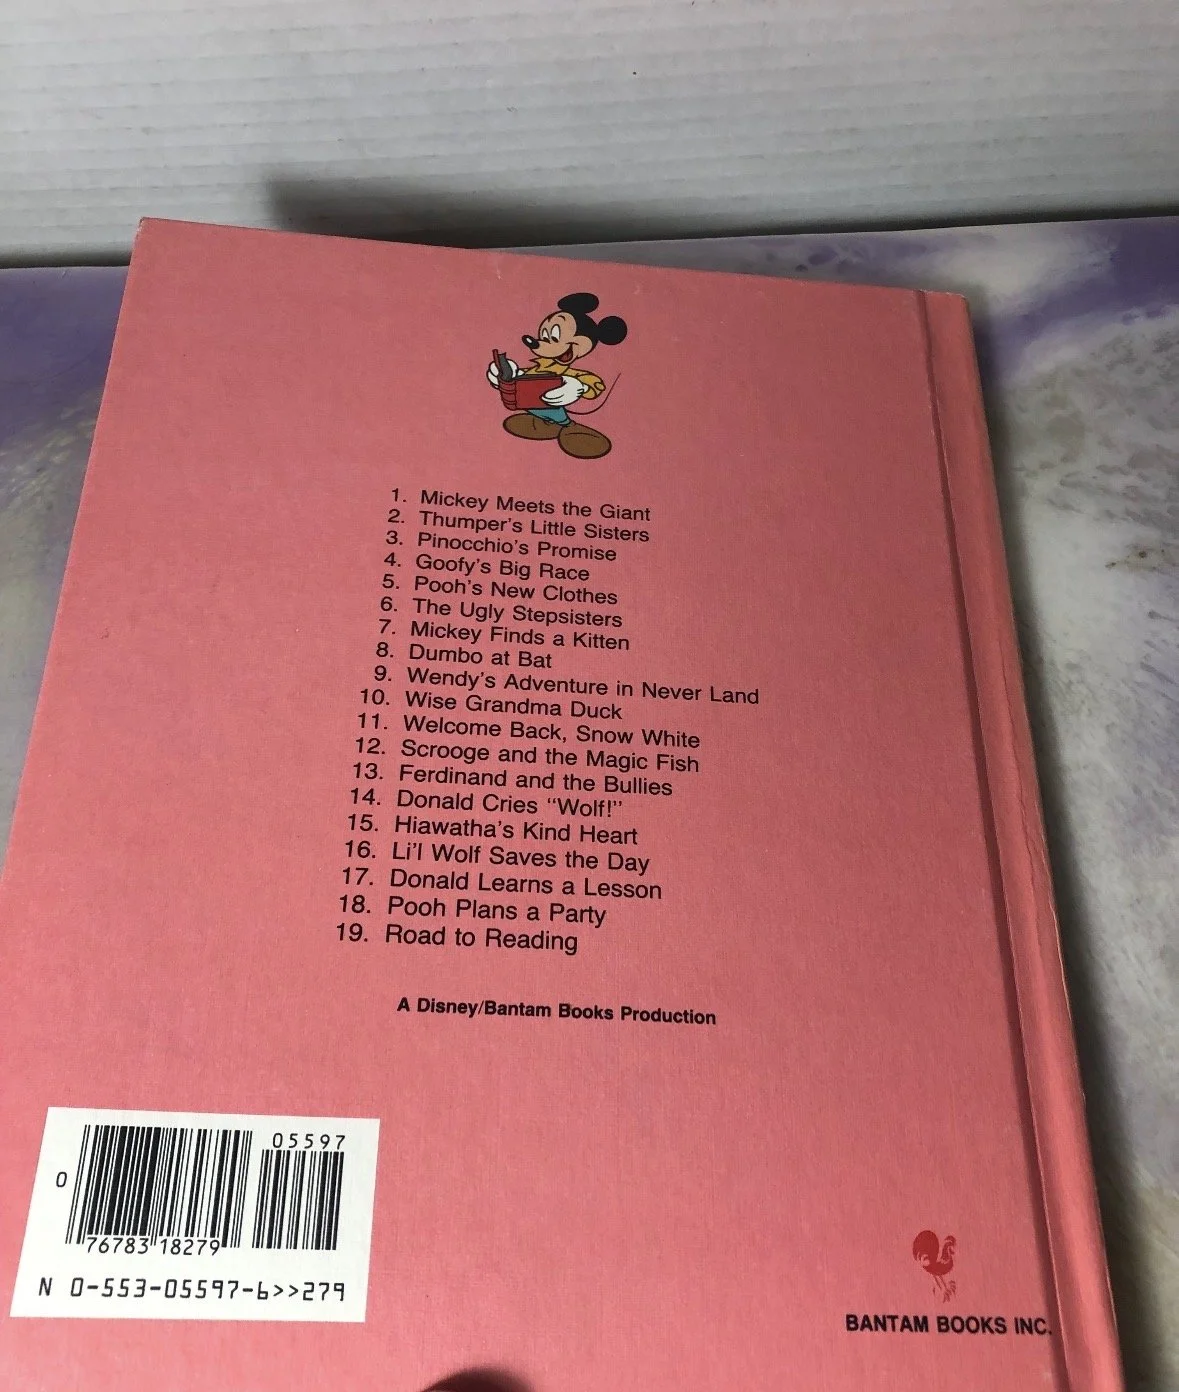 1. Mickey Meets the Giant
2. Thumper's Little Sisters
3. Pinocchio's Promise
4. Goofy's Big Race
5. Pooh's New Clothes
6. The Ugly Stepsisters
7. Mickey Finds a Kitten
8. Dumbo at Bat
9. Wendy's Adventure in Never Land
10. Wise Grandma Duck
11. Welcome Back, Snow White
12. Scrooge and the Magic Fish
13. Ferdinand and the Bullies
14. Donald Cries “Wolf!”
15. Hiawatha's Kind Heart
16. Li'l Wolf Saves the Day
17. Donald Learns a Lesson
18. Pooh Plans a Party
19. Road to Reading
A Disney/Bantam Books Production
05597
0
76783 18279
N 0-553-05597-6>>279
BANTAM BOOKS INC.